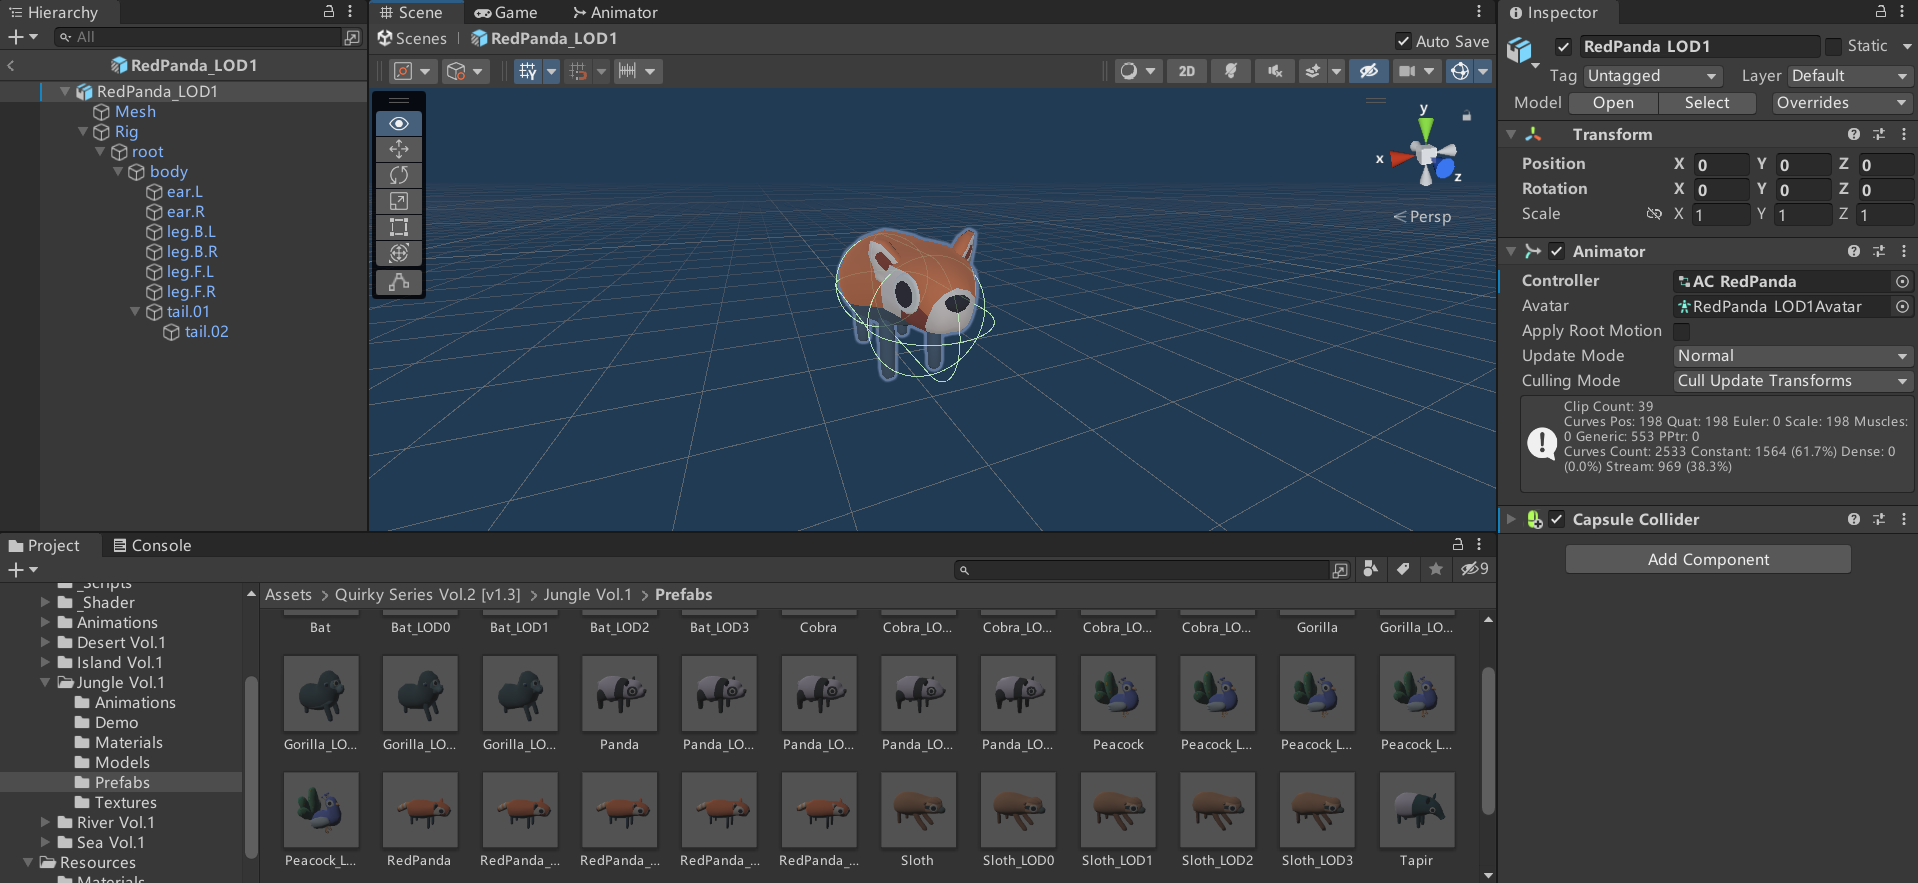 Hierarchy
All
RedPanda_LOD1
RedPanda_LOD1
Mesh
Rig
root
body
ear.L
ear.R
leg.B.L
leg.B.R
leg.F.L
leg.F.R
tail.01
tail.02
Scene Game Animator
Scenes | RedPanda_LOD1 Auto Save
2D
y
x
z
< Persp
Inspector
RedPanda LOD1 Static
Tag Untagged Layer Default
Model Open Select Overrides
Transform
Position X 0 Y 0 Z 0
Rotation X 0 Y 0 Z 0
Scale X 1 Y 1 Z 1
Animator
Controller AC RedPanda
Avatar RedPanda LOD1Avatar
Apply Root Motion
Update Mode Normal
Culling Mode Cull Update Transforms
Clip Count: 39
Curves Pos: 198 Quat: 198 Euler: 0 Scale: 198 Muscles:
0 Generic: 553 PPtr: 0
Curves Count: 2533 Constant: 1564 (61.7%) Dense: 0
(0.0%) Stream: 969 (38.3%)
Capsule Collider
Add Component
Project Console
9
_Scripts
_Shader
Animations
Desert Vol.1
Island Vol.1
Jungle Vol.1
Animations
Demo
Materials
Models
Prefabs
Textures
River Vol.1
Sea Vol.1
Resources
Materials
Assets > Quirky Series Vol.2 [v1.3] > Jungle Vol.1 > Prefabs
Bat Bat_LOD0 Bat_LOD1 Bat_LOD2 Bat_LOD3 Cobra Cobra_LO... Cobra_LO... Cobra_LO... Cobra_LO... Gorilla Gorilla_LO...
Gorilla_LO... Gorilla_LO... Gorilla_LO... Panda Panda_LO... Panda_LO... Panda_LO... Panda_LO... Peacock Peacock_L... Peacock_L... Peacock_L...
Peacock_L... RedPanda RedPanda_... RedPanda_... RedPanda_... RedPanda_... Sloth Sloth_LOD0 Sloth_LOD1 Sloth_LOD2 Sloth_LOD3 Tapir